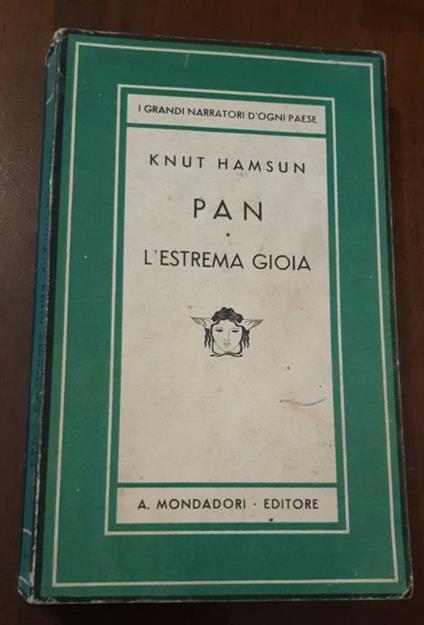 I GRANDI NARRATORI D'OGNI PAESE
KNUT HAMSUN
PAN
L'ESTREMA GIOIA
A. MONDADORI · EDITORE